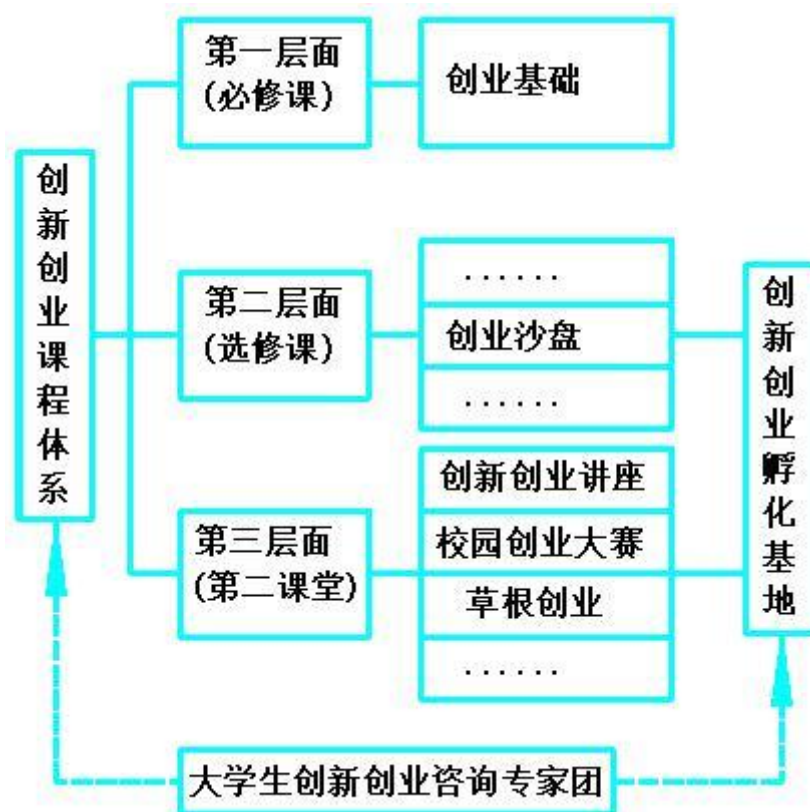 创新创业课程体系
第一层面
(必修课)
创业基础
第二层面
(选修课)
......
创业沙盘
......
第三层面
(第二课堂)
创新创业讲座
校园创业大赛
草根创业
......
创新创业孵化基地
大学生创新创业咨询专家团